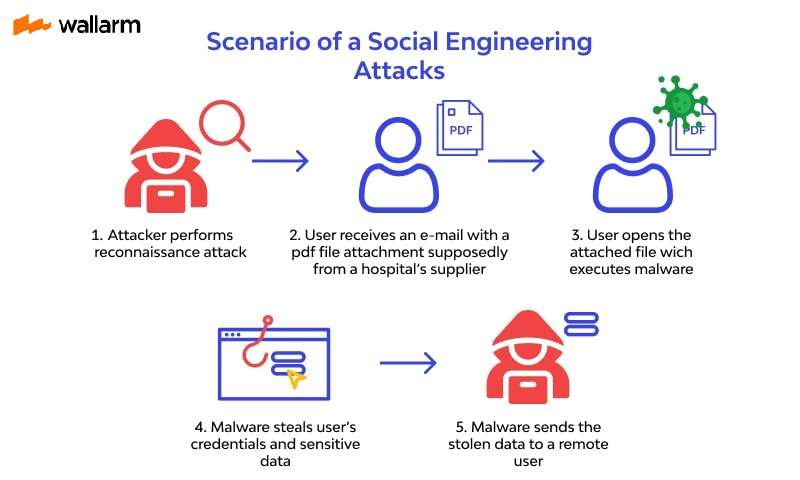 wallarm
Scenario of a Social Engineering
Attacks
PDF
PDF
1. Attacker performs
reconnaissance attack
2. User receives an e-mail with a
pdf file attachment supposedly
from a hospital's supplier
3. User opens the
attached file wich
executes malware
4. Malware steals user's
credentials and sensitive
data
5. Malware sends the
stolen data to a remote
user